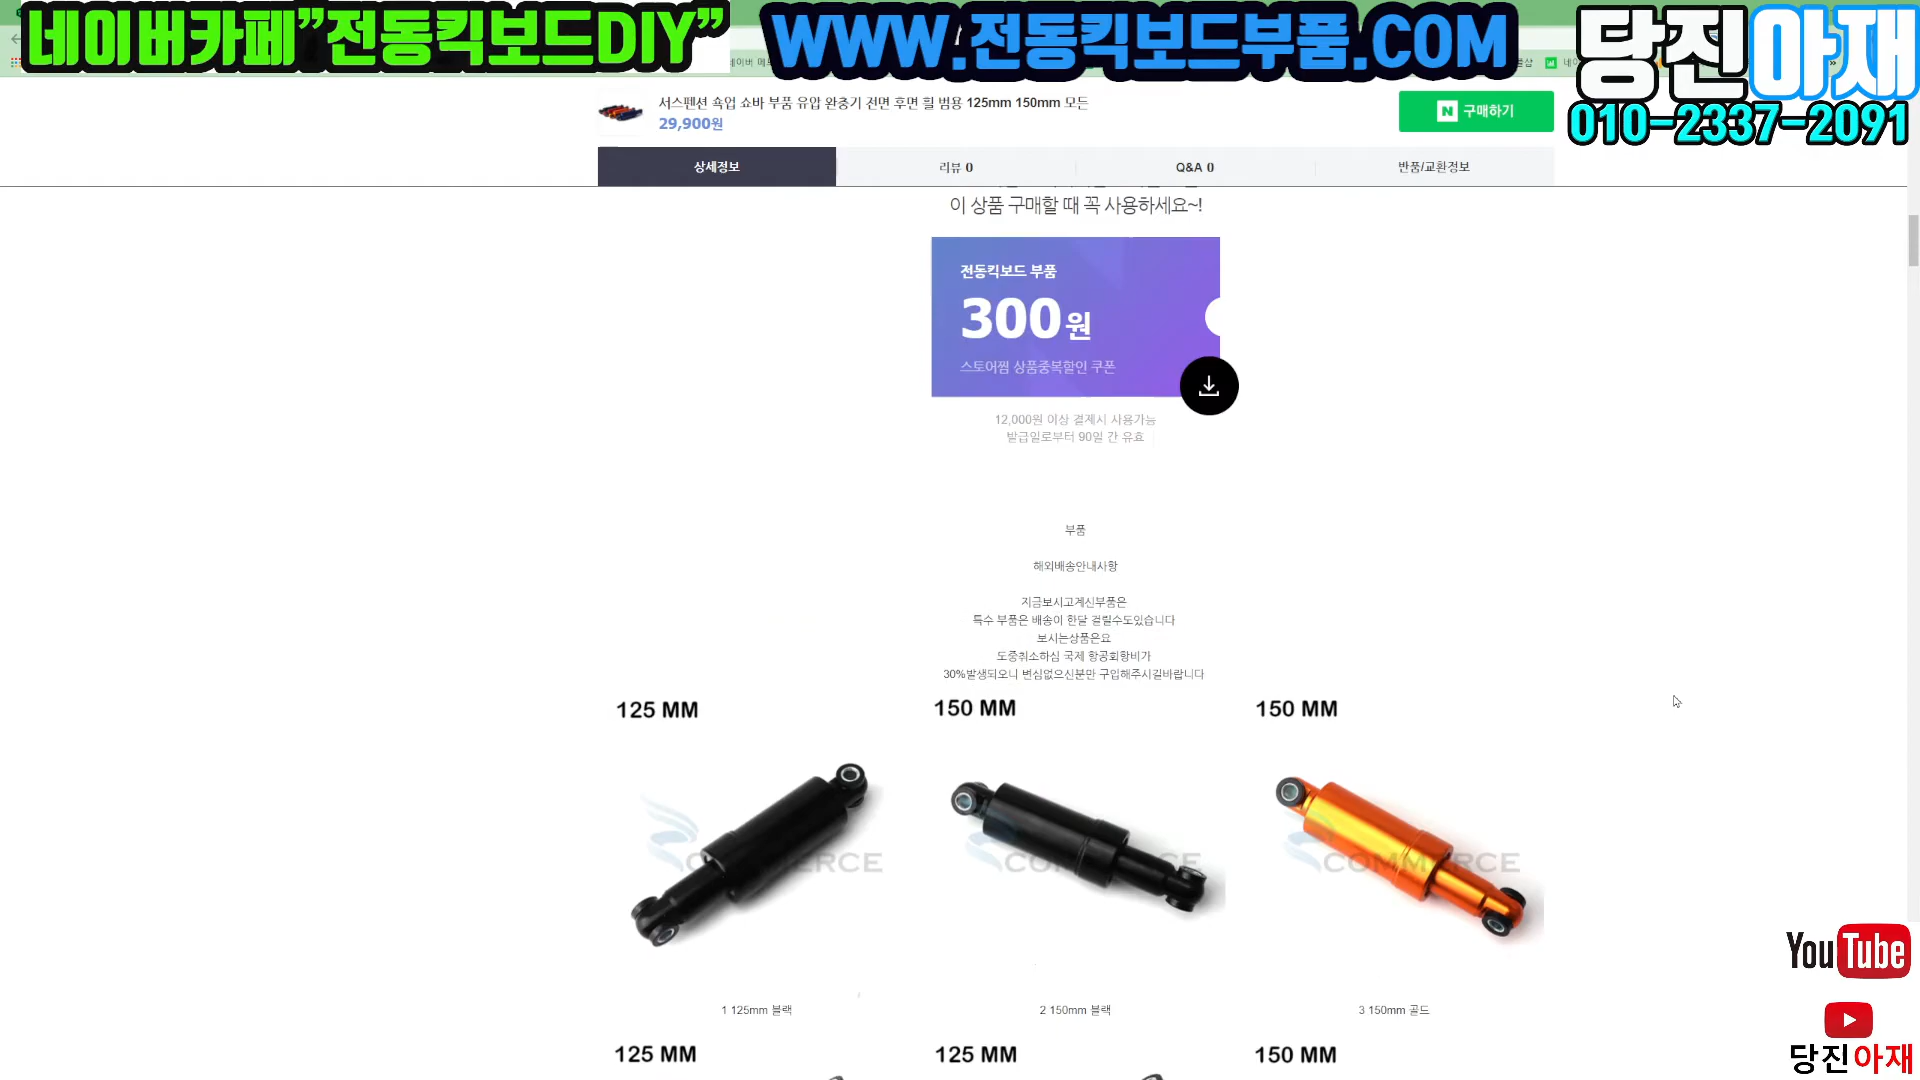 네이버카페"전동킥보드DIY"
WWW.전동킥보드부품.COM
당진아재
010-2337-2091
서스펜션 쇽업 쇼바 부품 유압 완충기 전면 후면 휠 범용 125mm 150mm 모든
29,900원
N 구매하기
상세정보
리뷰 0
Q&A 0
반품/교환정보
이 상품 구매할 때 꼭 사용하세요~!
전동킥보드 부품
300원
스토어찜 상품중복할인 쿠폰
12,000원 이상 결제시 사용가능
발급일로부터 90일 간 유효
부품
해외배송안내사항
지금보시고계신부품은
특수 부품은 배송이 한달 걸릴수도있습니다
보시는상품은요
도중취소하심 국제 항공회항비가
30%발생되오니 변심없으신분만 구입해주시길바랍니다
125 MM
150 MM
150 MM
COMMERCE
COMMERCE
1 125mm 블랙
2 150mm 블랙
3 150mm 골드
125 MM
125 MM
150 MM
YouTube
당진아재